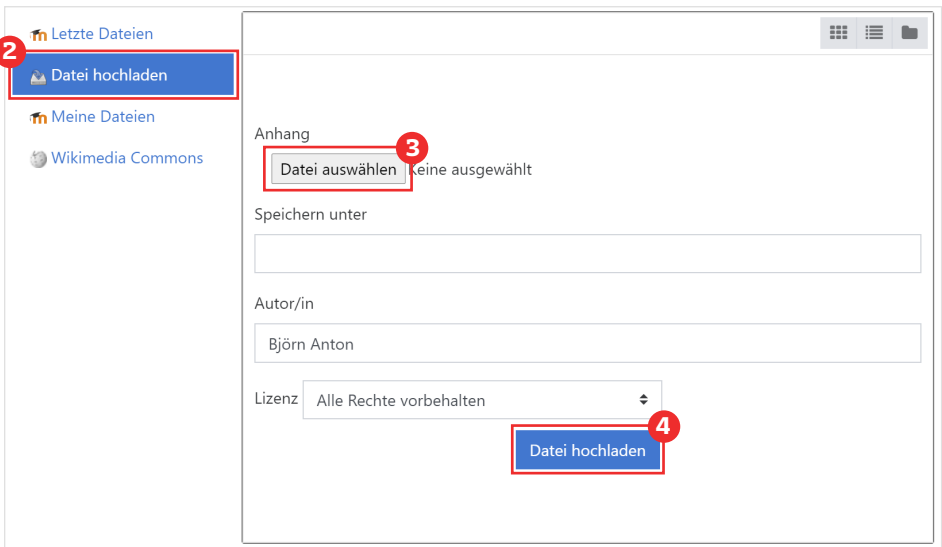 Letzte Dateien
2
Datei hochladen
Meine Dateien
Wikimedia Commons
Anhang
3
Datei auswählen Keine ausgewählt
Speichern unter
Autor/in
Björn Anton
Lizenz Alle Rechte vorbehalten
4
Datei hochladen